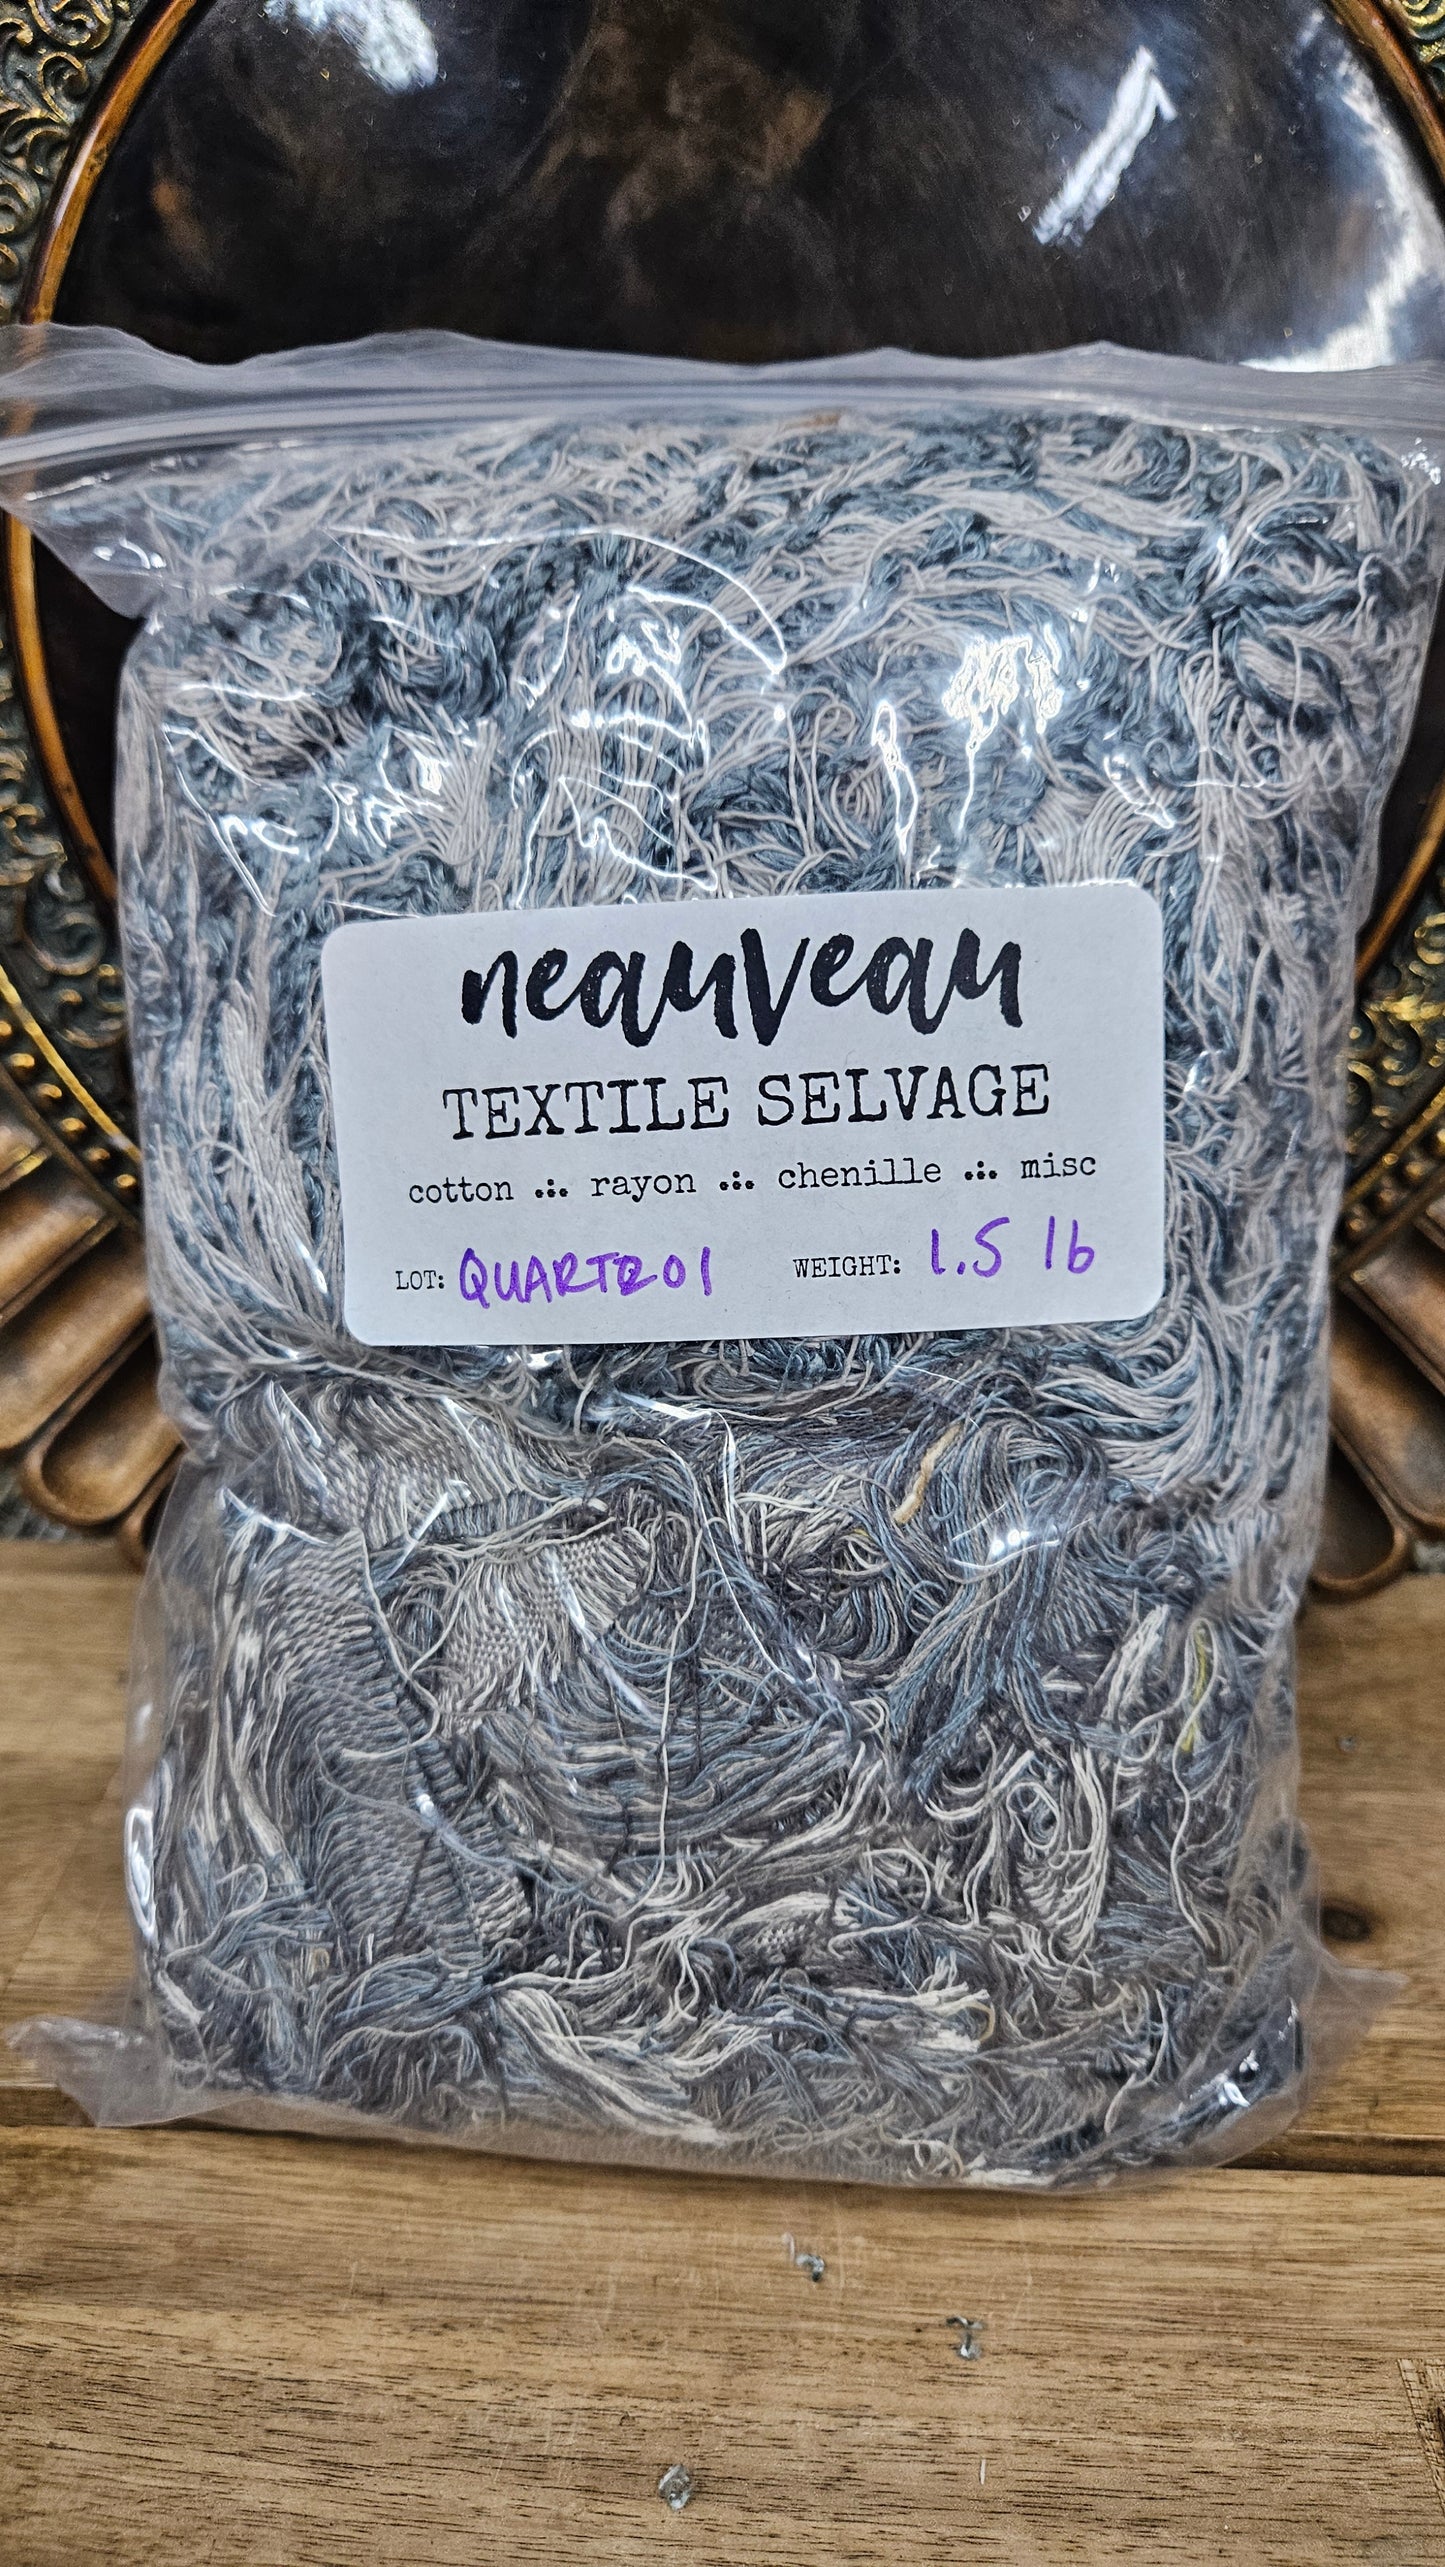 neauveau
TEXTILE SELVAGE
cotton .:. rayon .:. chenille .:. misc
LOT: QUARTZ01 WEIGHT: 1.5 lb